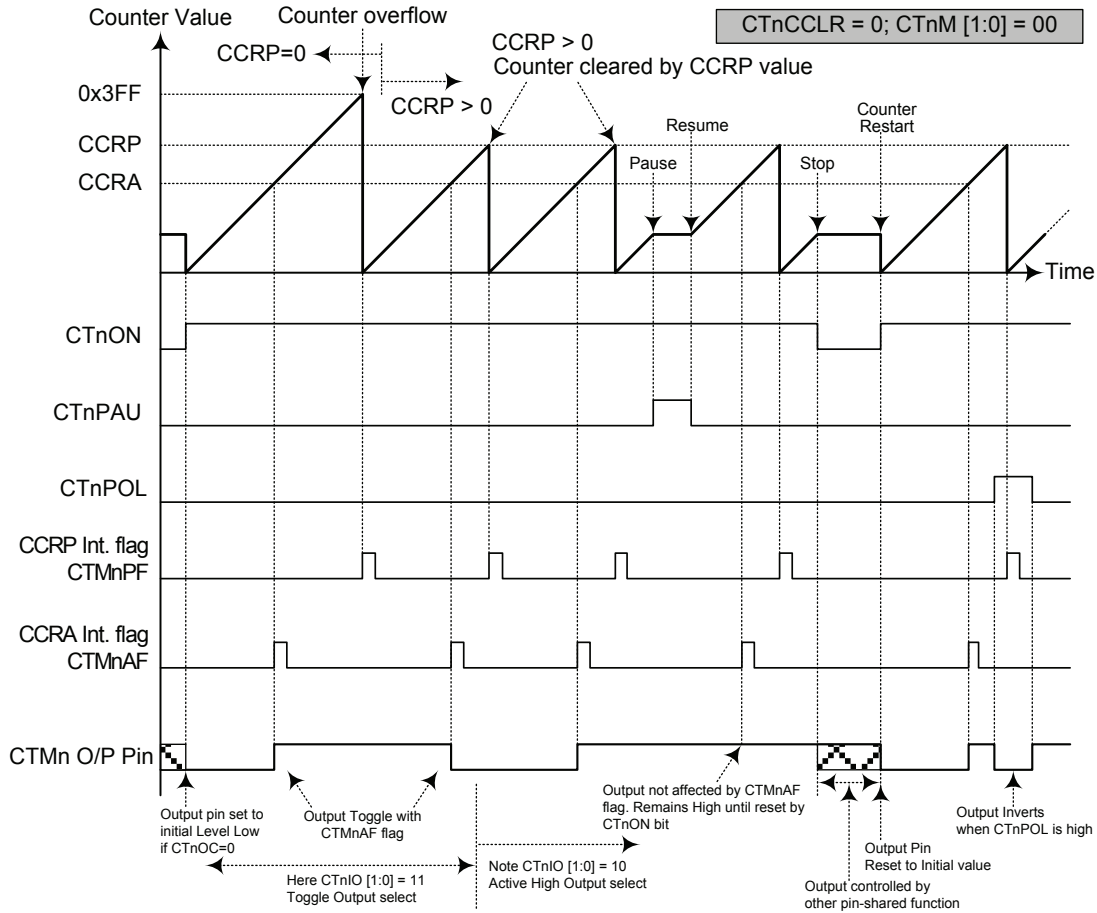 Counter Value
Counter overflow
CTnCCLR = 0; CTnM [1:0] = 00
CCRP=0
CCRP > 0
CCRP > 0
Counter cleared by CCRP value
0x3FF
CCRP
CCRA
Pause
Resume
Stop
Counter
Restart
Time
CTnON
CTnPAU
CTnPOL
CCRP Int. flag
CTMnPF
CCRA Int. flag
CTMnAF
CTMn O/P Pin
Output pin set to
initial Level Low
if CTnOC=0
Output Toggle with
CTMnAF flag
Output not affected by CTMnAF
flag. Remains High until reset by
CTnON bit
Output Inverts
when CTnPOL is high
Output Pin
Reset to Initial value
Here CTnIO [1:0] = 11
Toggle Output select
Note CTnIO [1:0] = 10
Active High Output select
Output controlled by
other pin-shared function